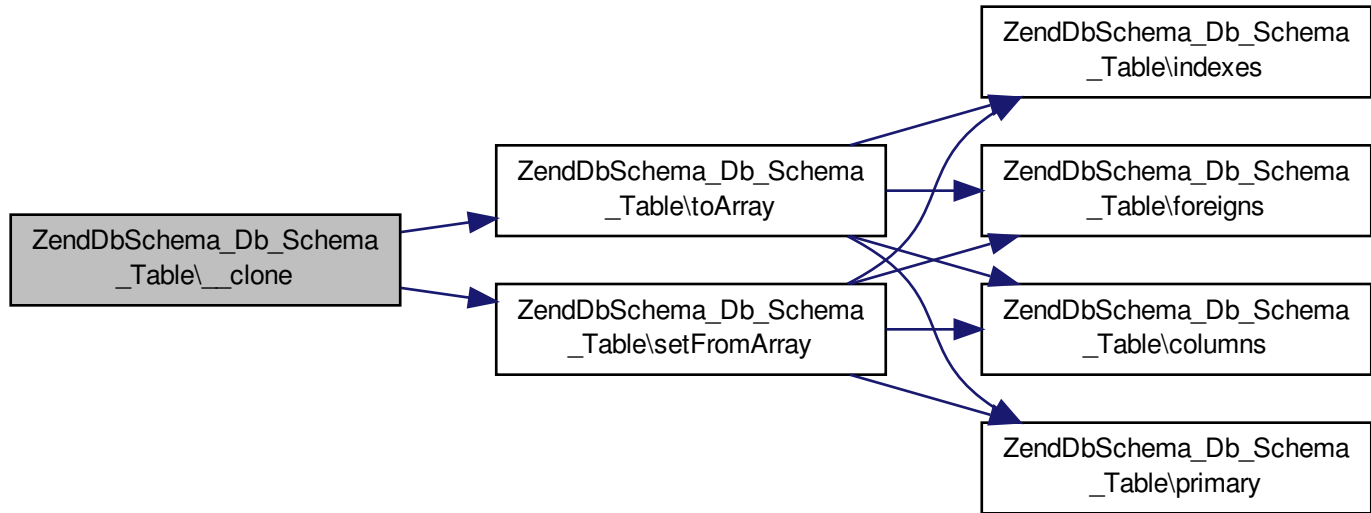 ZendDbSchema_Db_Schema
_Table\__clone
ZendDbSchema_Db_Schema
_Table\toArray
ZendDbSchema_Db_Schema
_Table\setFromArray
ZendDbSchema_Db_Schema
_Table\indexes
ZendDbSchema_Db_Schema
_Table\foreigns
ZendDbSchema_Db_Schema
_Table\columns
ZendDbSchema_Db_Schema
_Table\primary